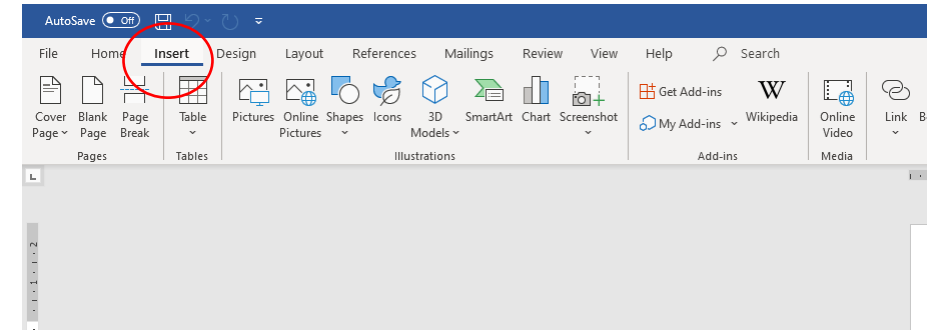 AutoSave Off
File Home Insert Design Layout References Mailings Review View Help Search
Cover Page
Blank Page
Page Break
Table
Pictures
Online Pictures
Shapes
Icons
3D Models
SmartArt
Chart
Screenshot
Get Add-ins
My Add-ins
Wikipedia
W
Online Video
Link
Pages Tables Illustrations Add-ins Media
L
2
1